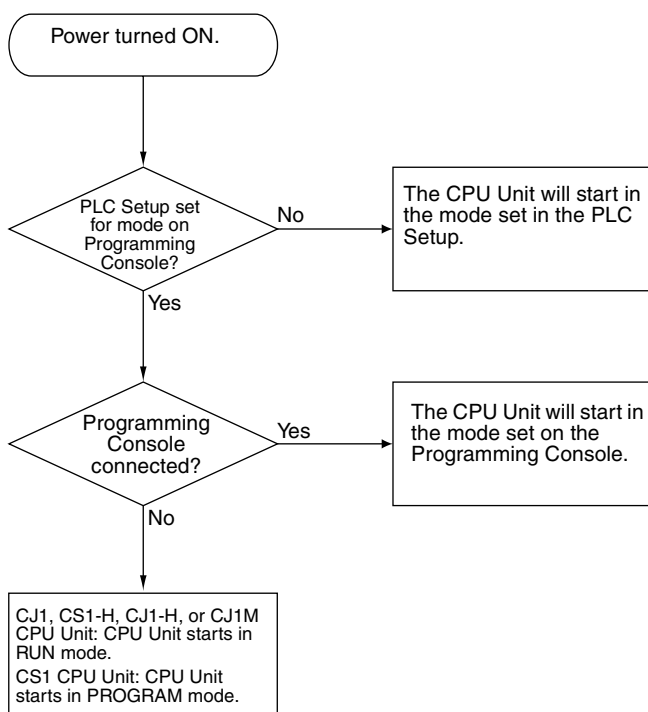 Power turned ON.
PLC Setup set
for mode on
Programming
Console?
No
The CPU Unit will start in
the mode set in the PLC
Setup.
Yes
Programming
Console
connected?
Yes
The CPU Unit will start in
the mode set on the
Programming Console.
No
CJ1, CS1-H, CJ1-H, or CJ1M
CPU Unit: CPU Unit starts in
RUN mode.
CS1 CPU Unit: CPU Unit
starts in PROGRAM mode.